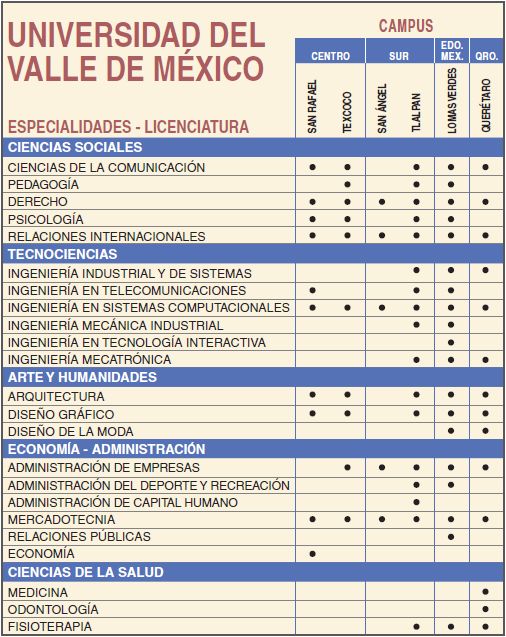 UNIVERSIDAD DEL
VALLE DE MÉXICO
ESPECIALIDADES - LICENCIATURA
CAMPUS
CENTRO SUR EDO. MEX. QRO.
SAN RAFAEL TEXCOCO SAN ÁNGEL TLALPAN LOMAS VERDES QUERÉTARO
CIENCIAS SOCIALES
CIENCIAS DE LA COMUNICACIÓN ● ● ● ● ●
PEDAGOGÍA ● ● ●
DERECHO ● ● ● ● ● ●
PSICOLOGÍA ● ● ● ●
RELACIONES INTERNACIONALES ● ● ● ● ● ●
TECNOCIENCIAS
INGENIERÍA INDUSTRIAL Y DE SISTEMAS ● ● ●
INGENIERÍA EN TELECOMUNICACIONES ● ● ●
INGENIERÍA EN SISTEMAS COMPUTACIONALES ● ● ● ● ● ●
INGENIERÍA MECÁNICA INDUSTRIAL ● ●
INGENIERÍA EN TECNOLOGÍA INTERACTIVA ●
INGENIERÍA MECATRÓNICA ● ● ●
ARTE Y HUMANIDADES
ARQUITECTURA ● ● ● ● ●
DISEÑO GRÁFICO ● ● ● ● ●
DISEÑO DE LA MODA ● ●
ECONOMÍA - ADMINISTRACIÓN
ADMINISTRACIÓN DE EMPRESAS ● ● ● ● ●
ADMINISTRACIÓN DEL DEPORTE Y RECREACIÓN ● ●
ADMINISTRACIÓN DE CAPITAL HUMANO ●
MERCADOTECNIA ● ● ● ● ● ●
RELACIONES PÚBLICAS ●
ECONOMÍA ●
CIENCIAS DE LA SALUD
MEDICINA ●
ODONTOLOGÍA ●
FISIOTERAPIA ● ● ●